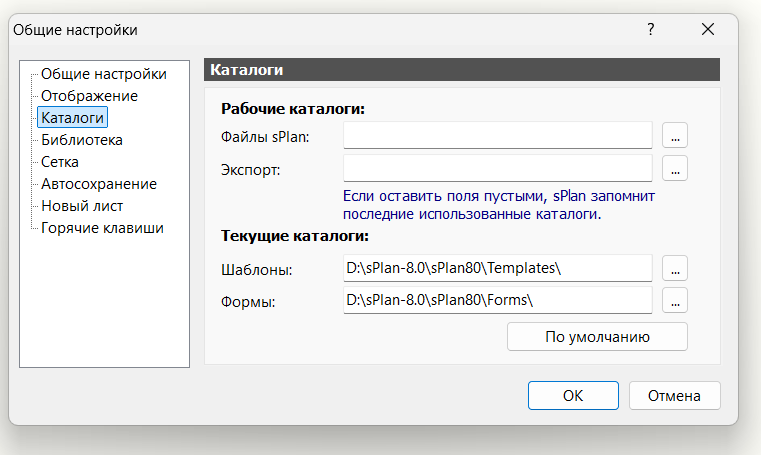 Общие настройки
?
Общие настройки
Отображение
Каталоги
Библиотека
Сетка
Автосохранение
Новый лист
Горячие клавиши
Каталоги
Рабочие каталоги:
Файлы sPlan:
...
Экспорт:
...
Если оставить поля пустыми, sPlan запомнит
последние использованные каталоги.
Текущие каталоги:
Шаблоны: D:\sPlan-8.0\sPlan80\Templates\ ...
Формы: D:\sPlan-8.0\sPlan80\Forms\ ...
По умолчанию
OK Отмена